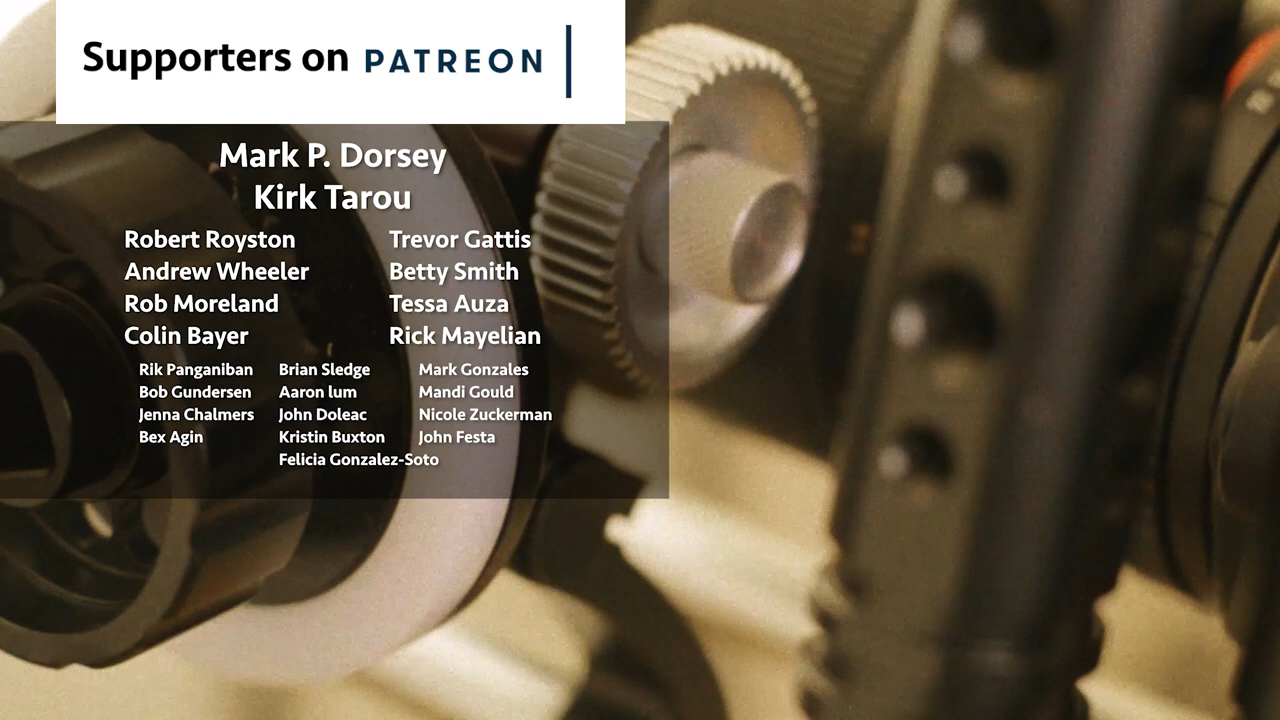 Supporters on PATREON
Mark P. Dorsey
Kirk Tarou
Robert Royston Trevor Gattis
Andrew Wheeler Betty Smith
Rob Moreland Tessa Auza
Colin Bayer Rick Mayelian
Rik Panganiban Brian Sledge Mark Gonzales
Bob Gundersen Aaron lum Mandi Gould
Jenna Chalmers John Doleac Nicole Zuckerman
Bex Agin Kristin Buxton John Festa
Felicia Gonzalez-Soto